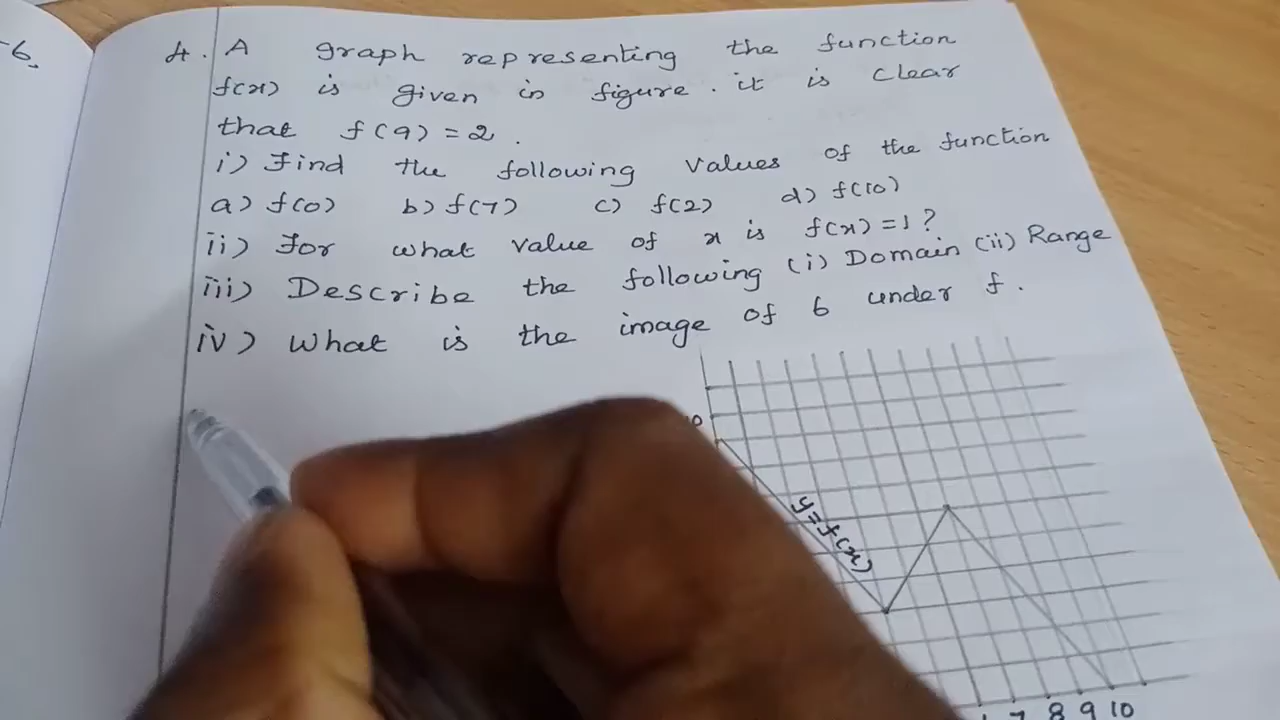 -6.
4. A graph representing the function
f(x) is given in figure. it is clear
that f(9) = 2.
i) Find the following values of the function
a) f(0) b) f(7) c) f(2) d) f(10)
ii) For what value of x is f(x) = 1 ?
iii) Describe the following (i) Domain (ii) Range
iv) What is the image of 6 under f.
y=f(x)
7 8 9 10